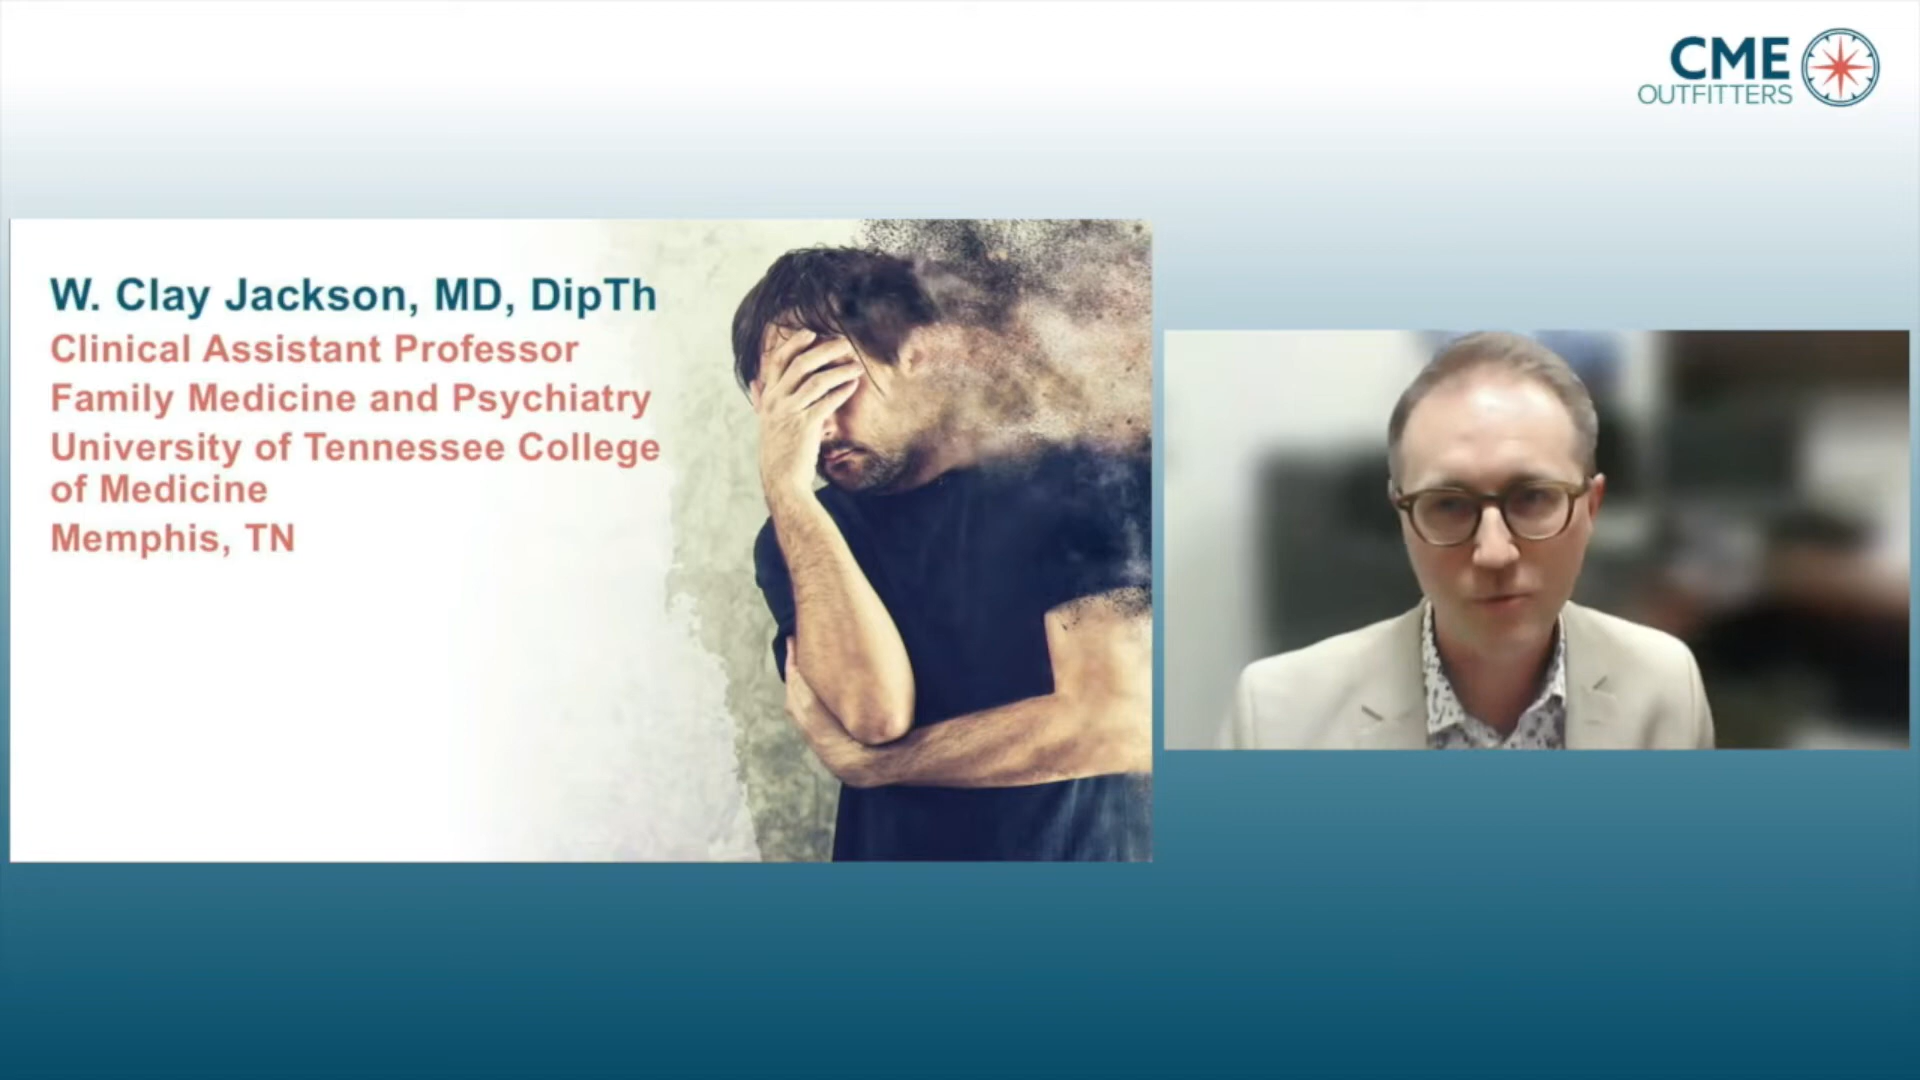 CME
OUTFITTERS
W. Clay Jackson, MD, DipTh
Clinical Assistant Professor
Family Medicine and Psychiatry
University of Tennessee College
of Medicine
Memphis, TN